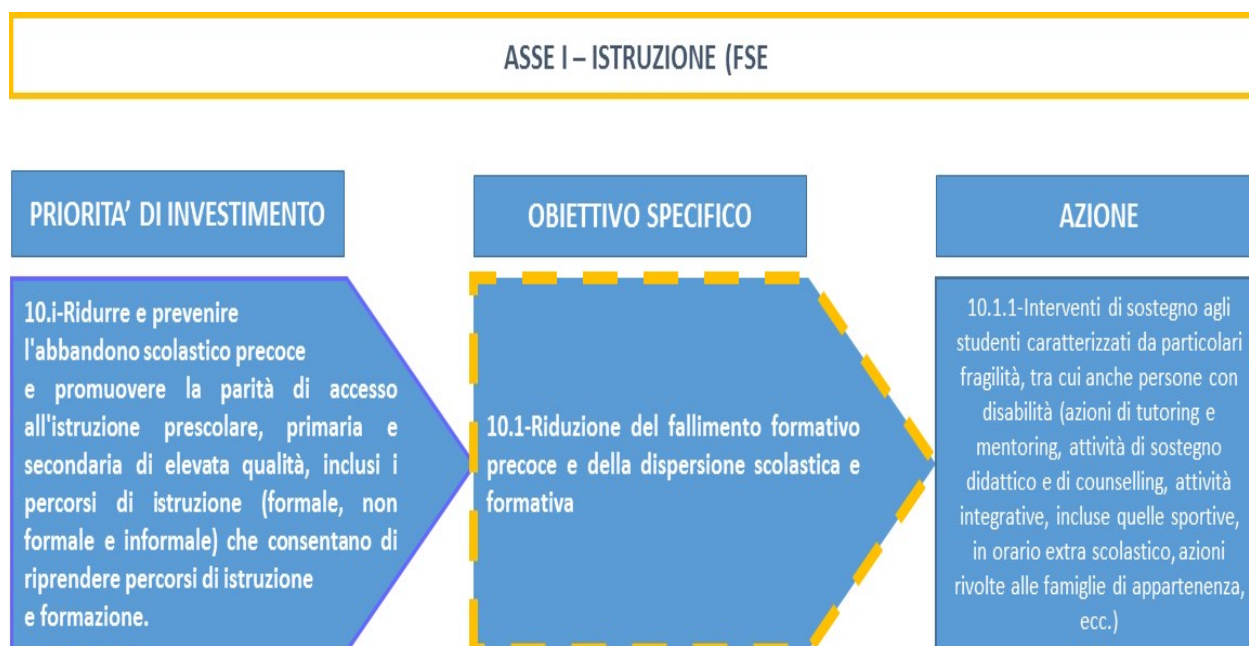 ASSE I – ISTRUZIONE (FSE
PRIORITA’ DI INVESTIMENTO
10.i-Ridurre e prevenire
l'abbandono scolastico precoce
e promuovere la parità di accesso
all'istruzione prescolare, primaria e
secondaria di elevata qualità, inclusi i
percorsi di istruzione (formale, non
formale e informale) che consentano di
riprendere percorsi di istruzione
e formazione.
OBIETTIVO SPECIFICO
10.1-Riduzione del fallimento formativo
precoce e della dispersione scolastica e
formativa
AZIONE
10.1.1-Interventi di sostegno agli
studenti caratterizzati da particolari
fragilità, tra cui anche persone con
disabilità (azioni di tutoring e
mentoring, attività di sostegno
didattico e di counselling, attività
integrative, incluse quelle sportive,
in orario extra scolastico, azioni
rivolte alle famiglie di appartenenza,
ecc.)